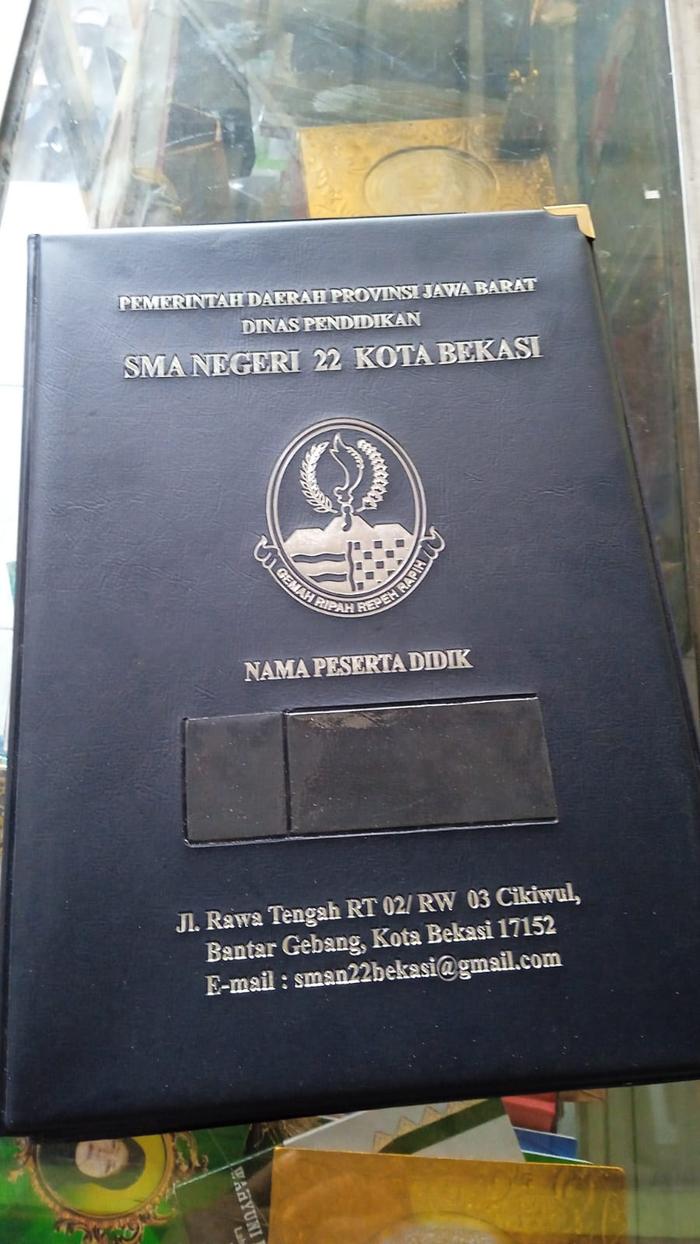 PEMERINTAH DAERAH PROVINSI JAWA BARAT
DINAS PENDIDIKAN
SMA NEGERI 22 KOTA BEKASI
GEMAH RIPAH REPEH RAPIH
NAMA PESERTA DIDIK
Jl. Rawa Tengah RT 02/ RW 03 Cikiwul,
Bantar Gebang, Kota Bekasi 17152
E-mail : sman22bekasi@gmail.com
WAHYUNI